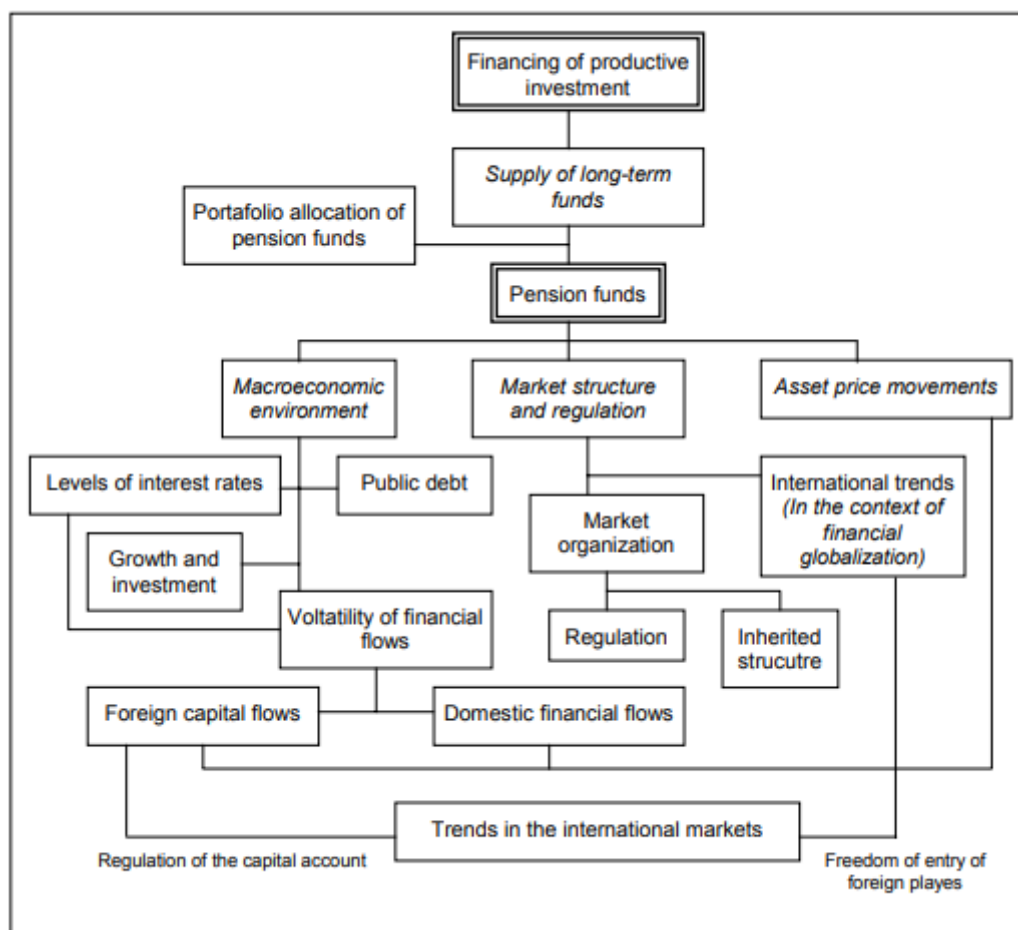 Financing of productive
investment
Supply of long-term
funds
Portafolio allocation of
pension funds
Pension funds
Macroeconomic
environment
Market structure
and regulation
Asset price movements
Levels of interest rates
Public debt
International trends
(In the context of
financial
globalization)
Market
organization
Growth and
investment
Voltatility of financial
flows
Regulation
Inherited
strucutre
Foreign capital flows
Domestic financial flows
Trends in the international markets
Regulation of the capital account
Freedom of entry of
foreign playes